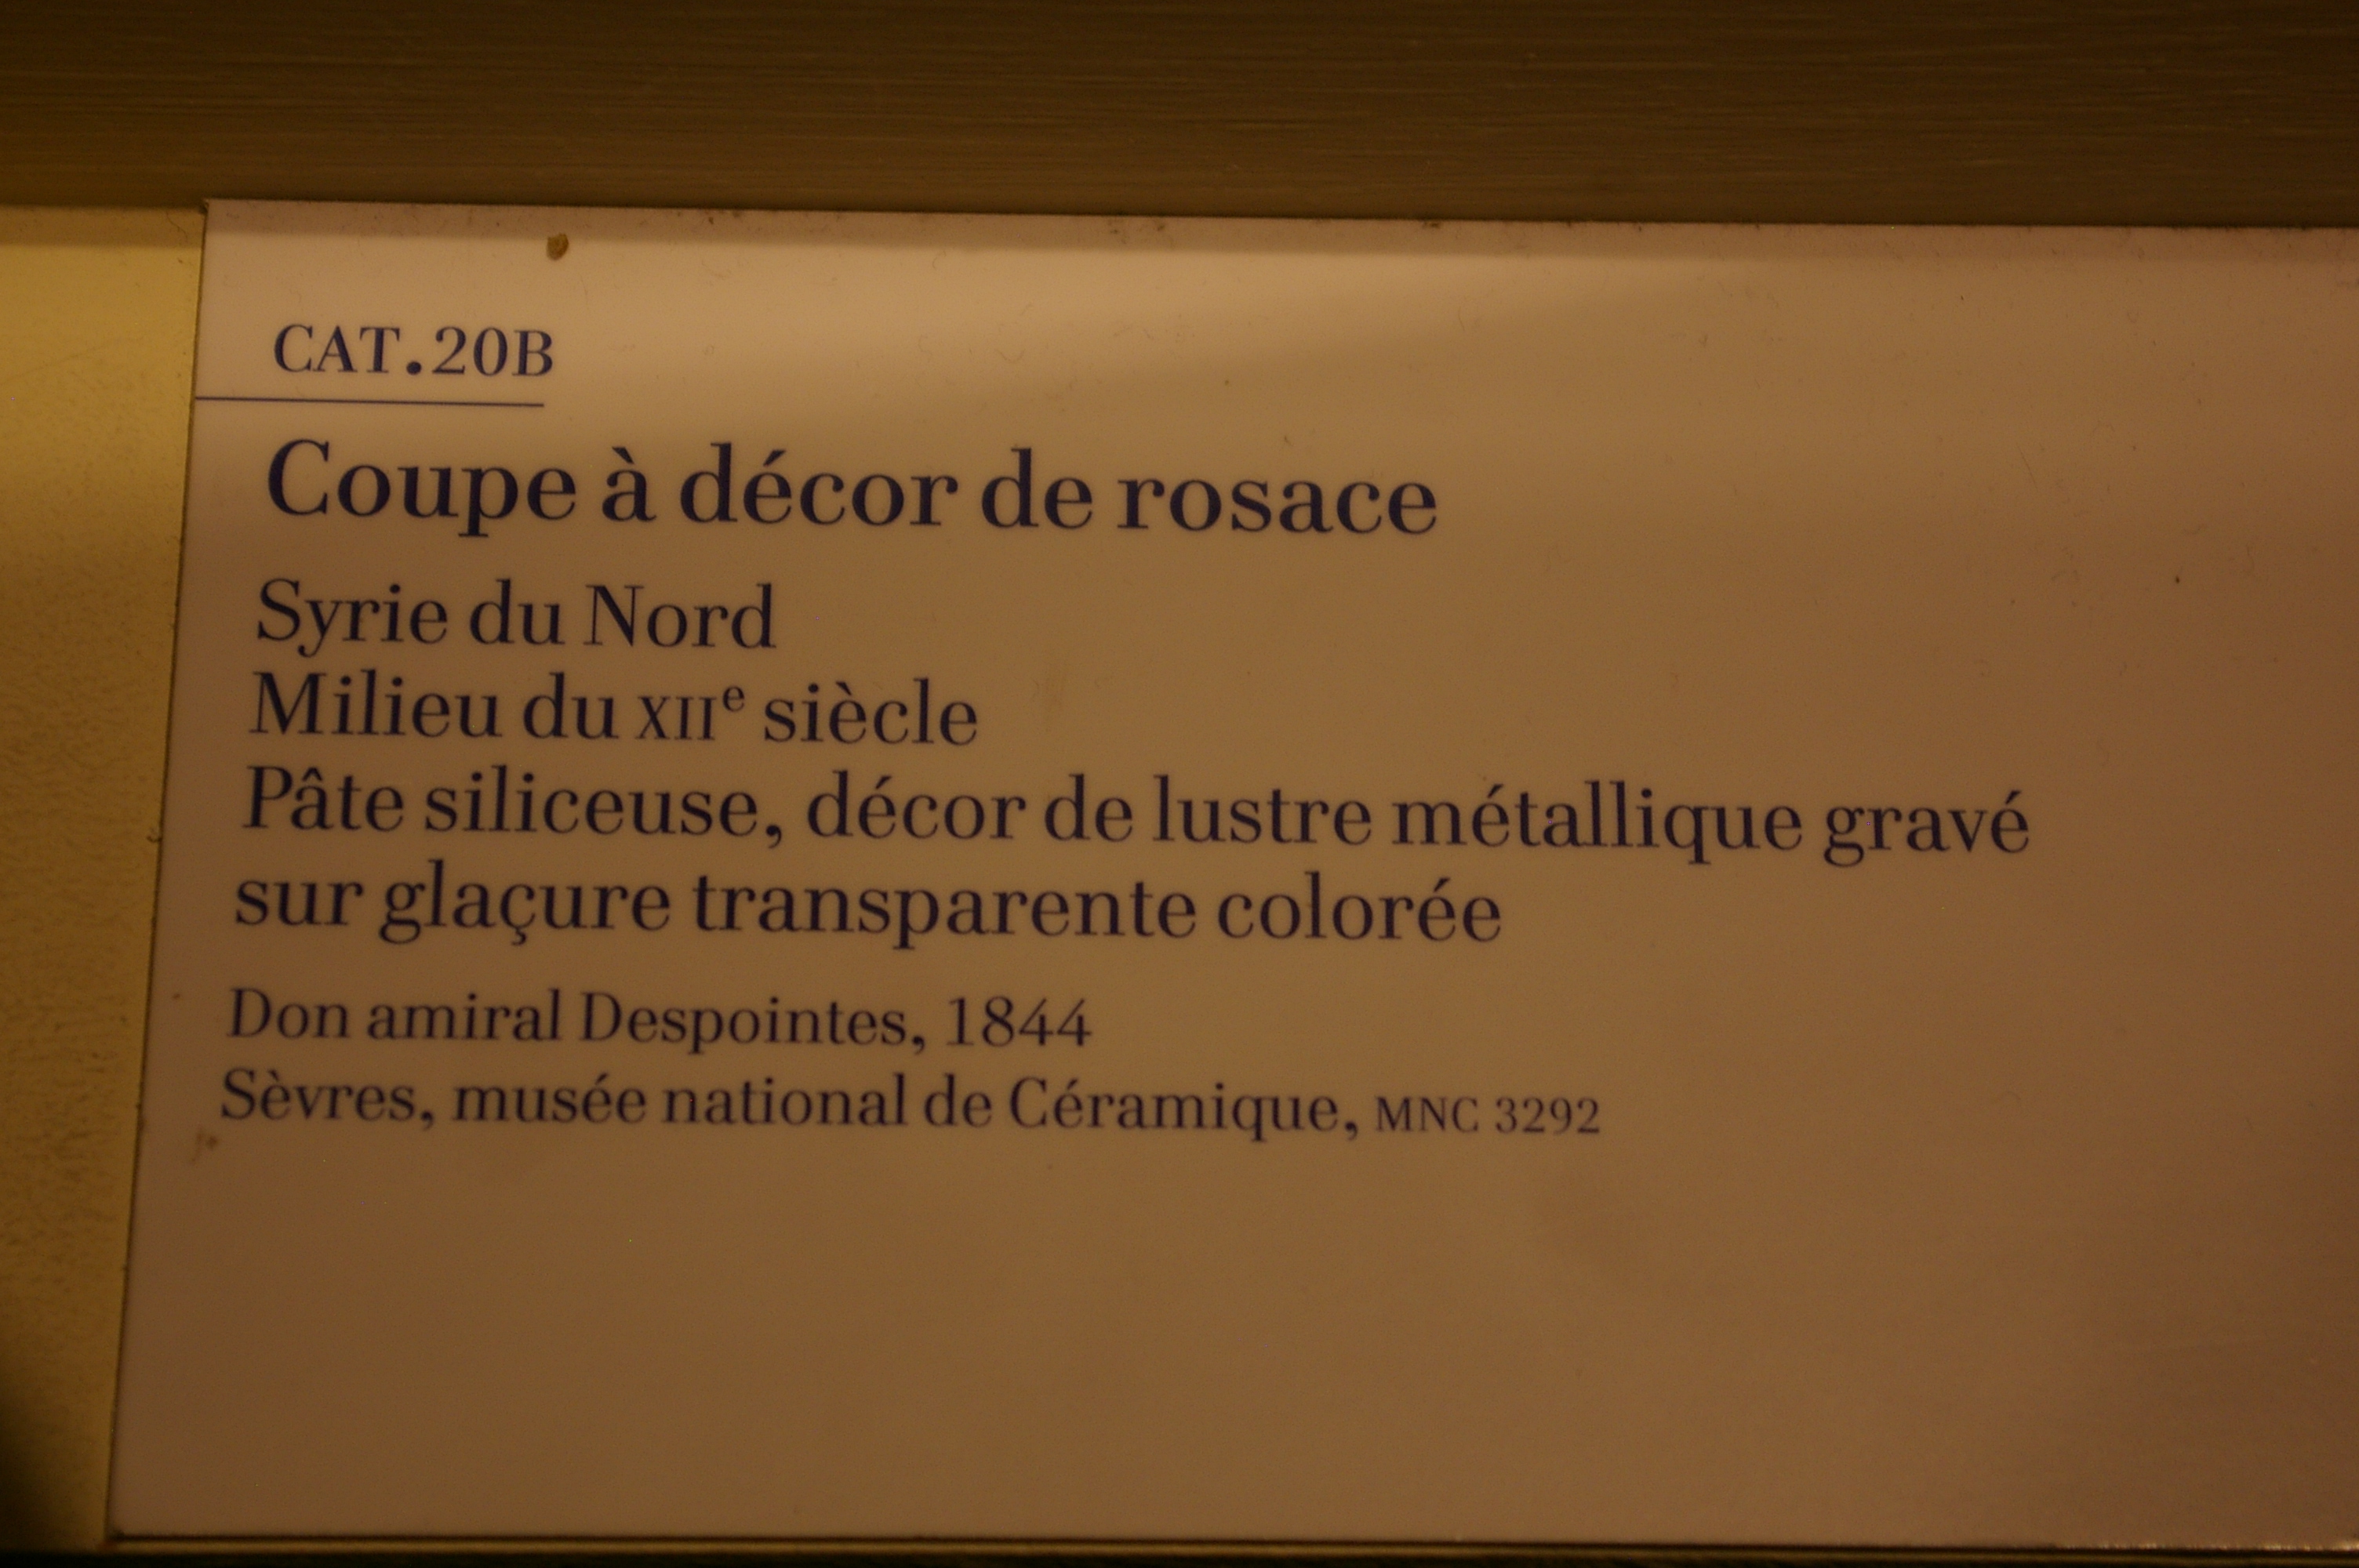 CAT.20B
Coupe à décor de rosace
Syrie du Nord
Milieu du XIIe siècle
Pâte siliceuse, décor de lustre métallique gravé
sur glaçure transparente colorée
Don amiral Despointes, 1844
Sèvres, musée national de Céramique, MNC 3292